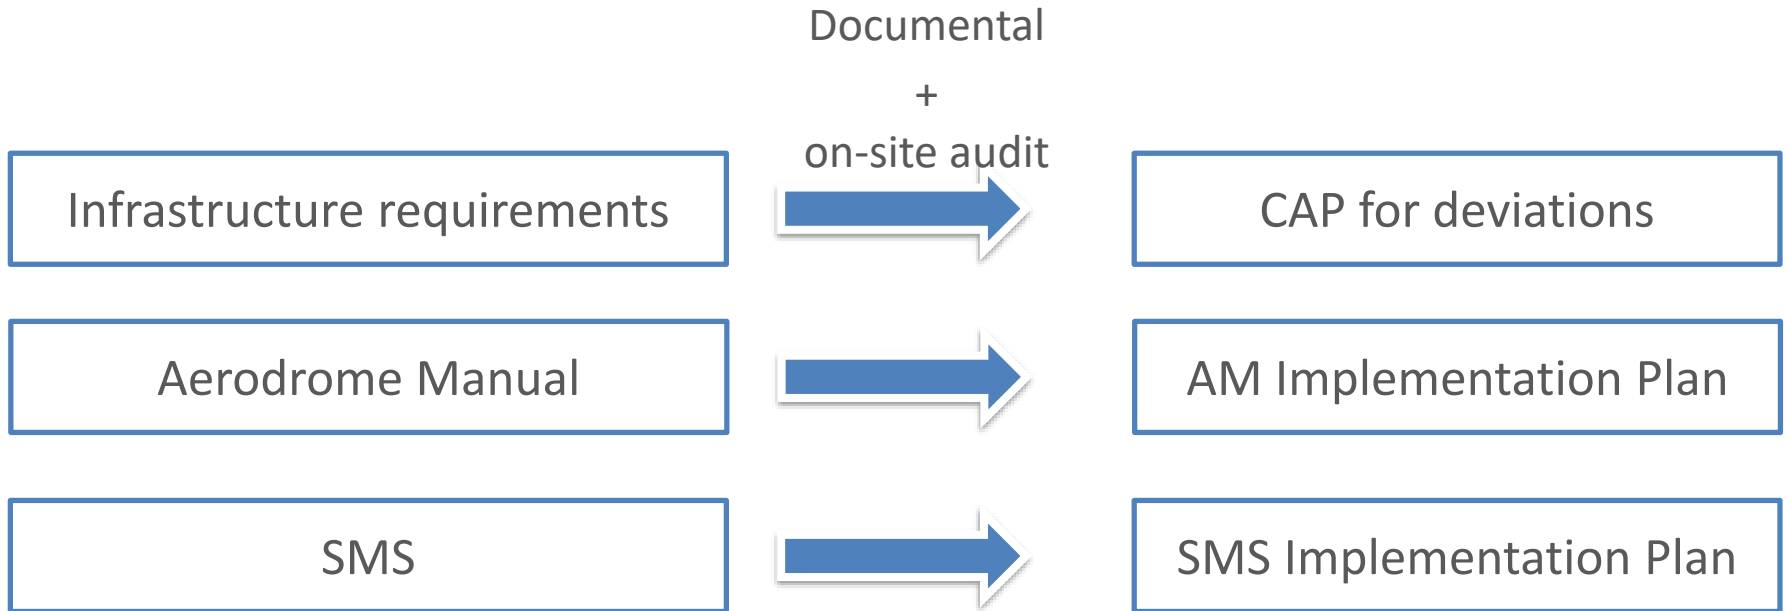 Documental
+
on-site audit
Infrastructure requirements
CAP for deviations
Aerodrome Manual
AM Implementation Plan
SMS
SMS Implementation Plan